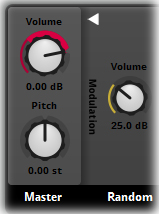 Volume
0.00 dB
Pitch
0.00 st
Master
Modulation
Volume
25.0 dB
Random